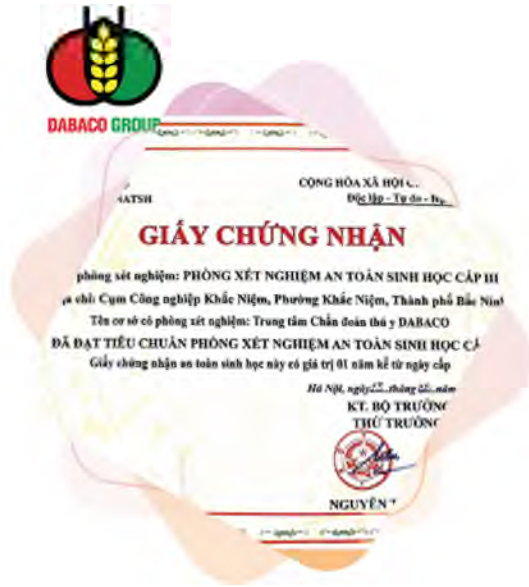 DABACO GROUP
CỘNG HÒA XÃ HỘI
ATSH
Độc lập - Tự do
GIẤY CHỨNG NHẬN
phòng xét nghiệm: PHÒNG XÉT NGHIỆM AN TOÀN SINH HỌC CẤP III
chỉ: Cụm Công nghiệp Khắc Niệm, Phường Khắc Niệm, Thành phố Bắc Ninh
Tên cơ sở có phòng xét nghiệm: Trung tâm Chẩn đoán thú y DABACO
ĐÃ ĐẠT TIÊU CHUẨN PHÒNG XÉT NGHIỆM AN TOÀN SINH HỌC
Giấy chứng nhận an toàn sinh học này có giá trị 01 năm kể từ ngày cấp
Hà Nội, ngày tháng năm
KT. BỘ TRƯỞNG
THỨ TRƯỞNG
NGUYỄN